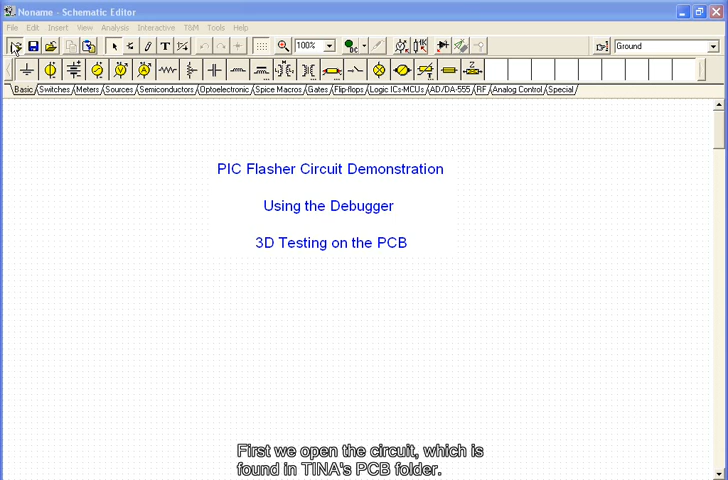 Noname - Schematic Editor
File Edit Insert View Analysis Interactive T&M Tools Help
100% DC Ground
Basic Switches Meters Sources Semiconductors Optoelectronic Spice Macros Gates Flip-flops Logic ICs-MCUs AD/DA-555 RF Analog Control Special
PIC Flasher Circuit Demonstration
Using the Debugger
3D Testing on the PCB
First we open the circuit, which is
found in TINA's PCB folder.